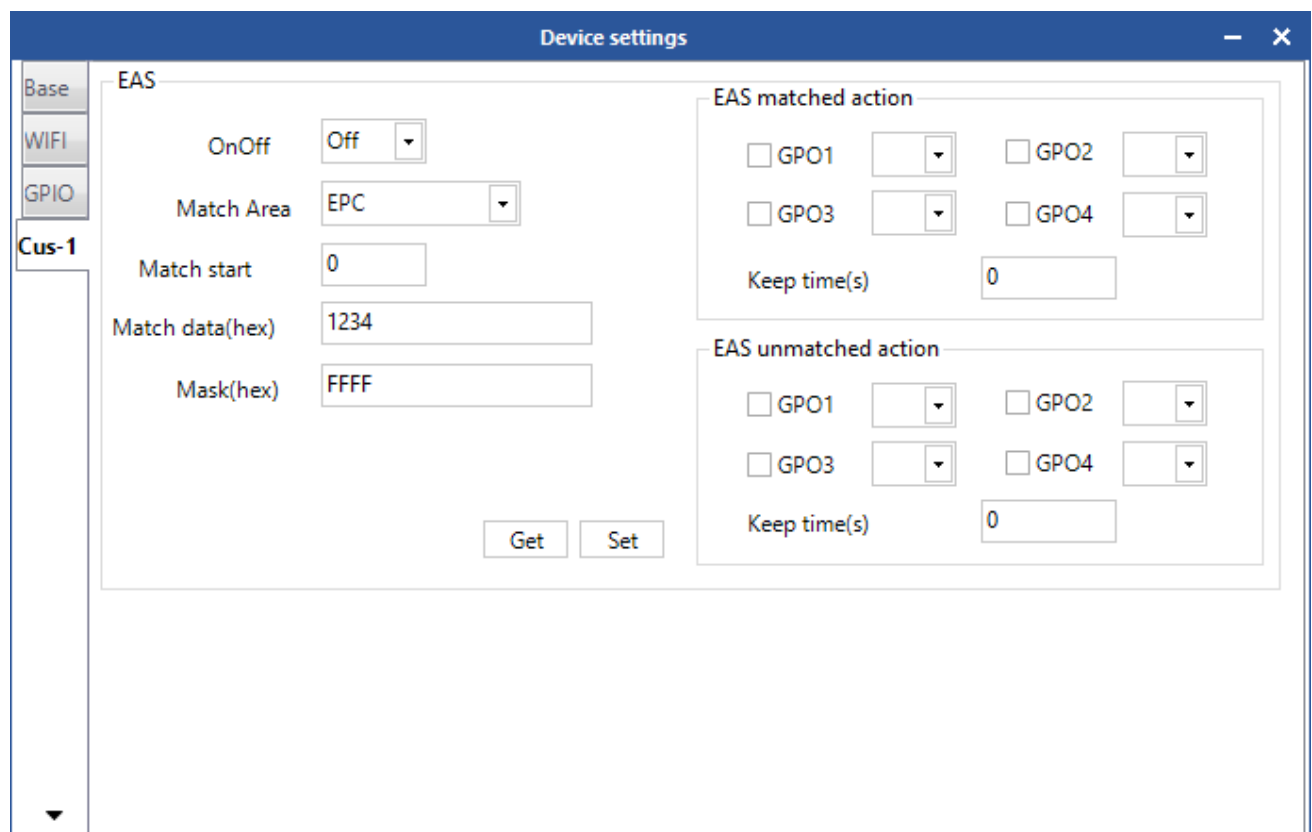 Device settings
Base
WIFI
GPIO
Cus-1
EAS
OnOff Off
Match Area EPC
Match start 0
Match data(hex) 1234
Mask(hex) FFFF
Get Set
EAS matched action
GPO1 GPO2
GPO3 GPO4
Keep time(s) 0
EAS unmatched action
GPO1 GPO2
GPO3 GPO4
Keep time(s) 0